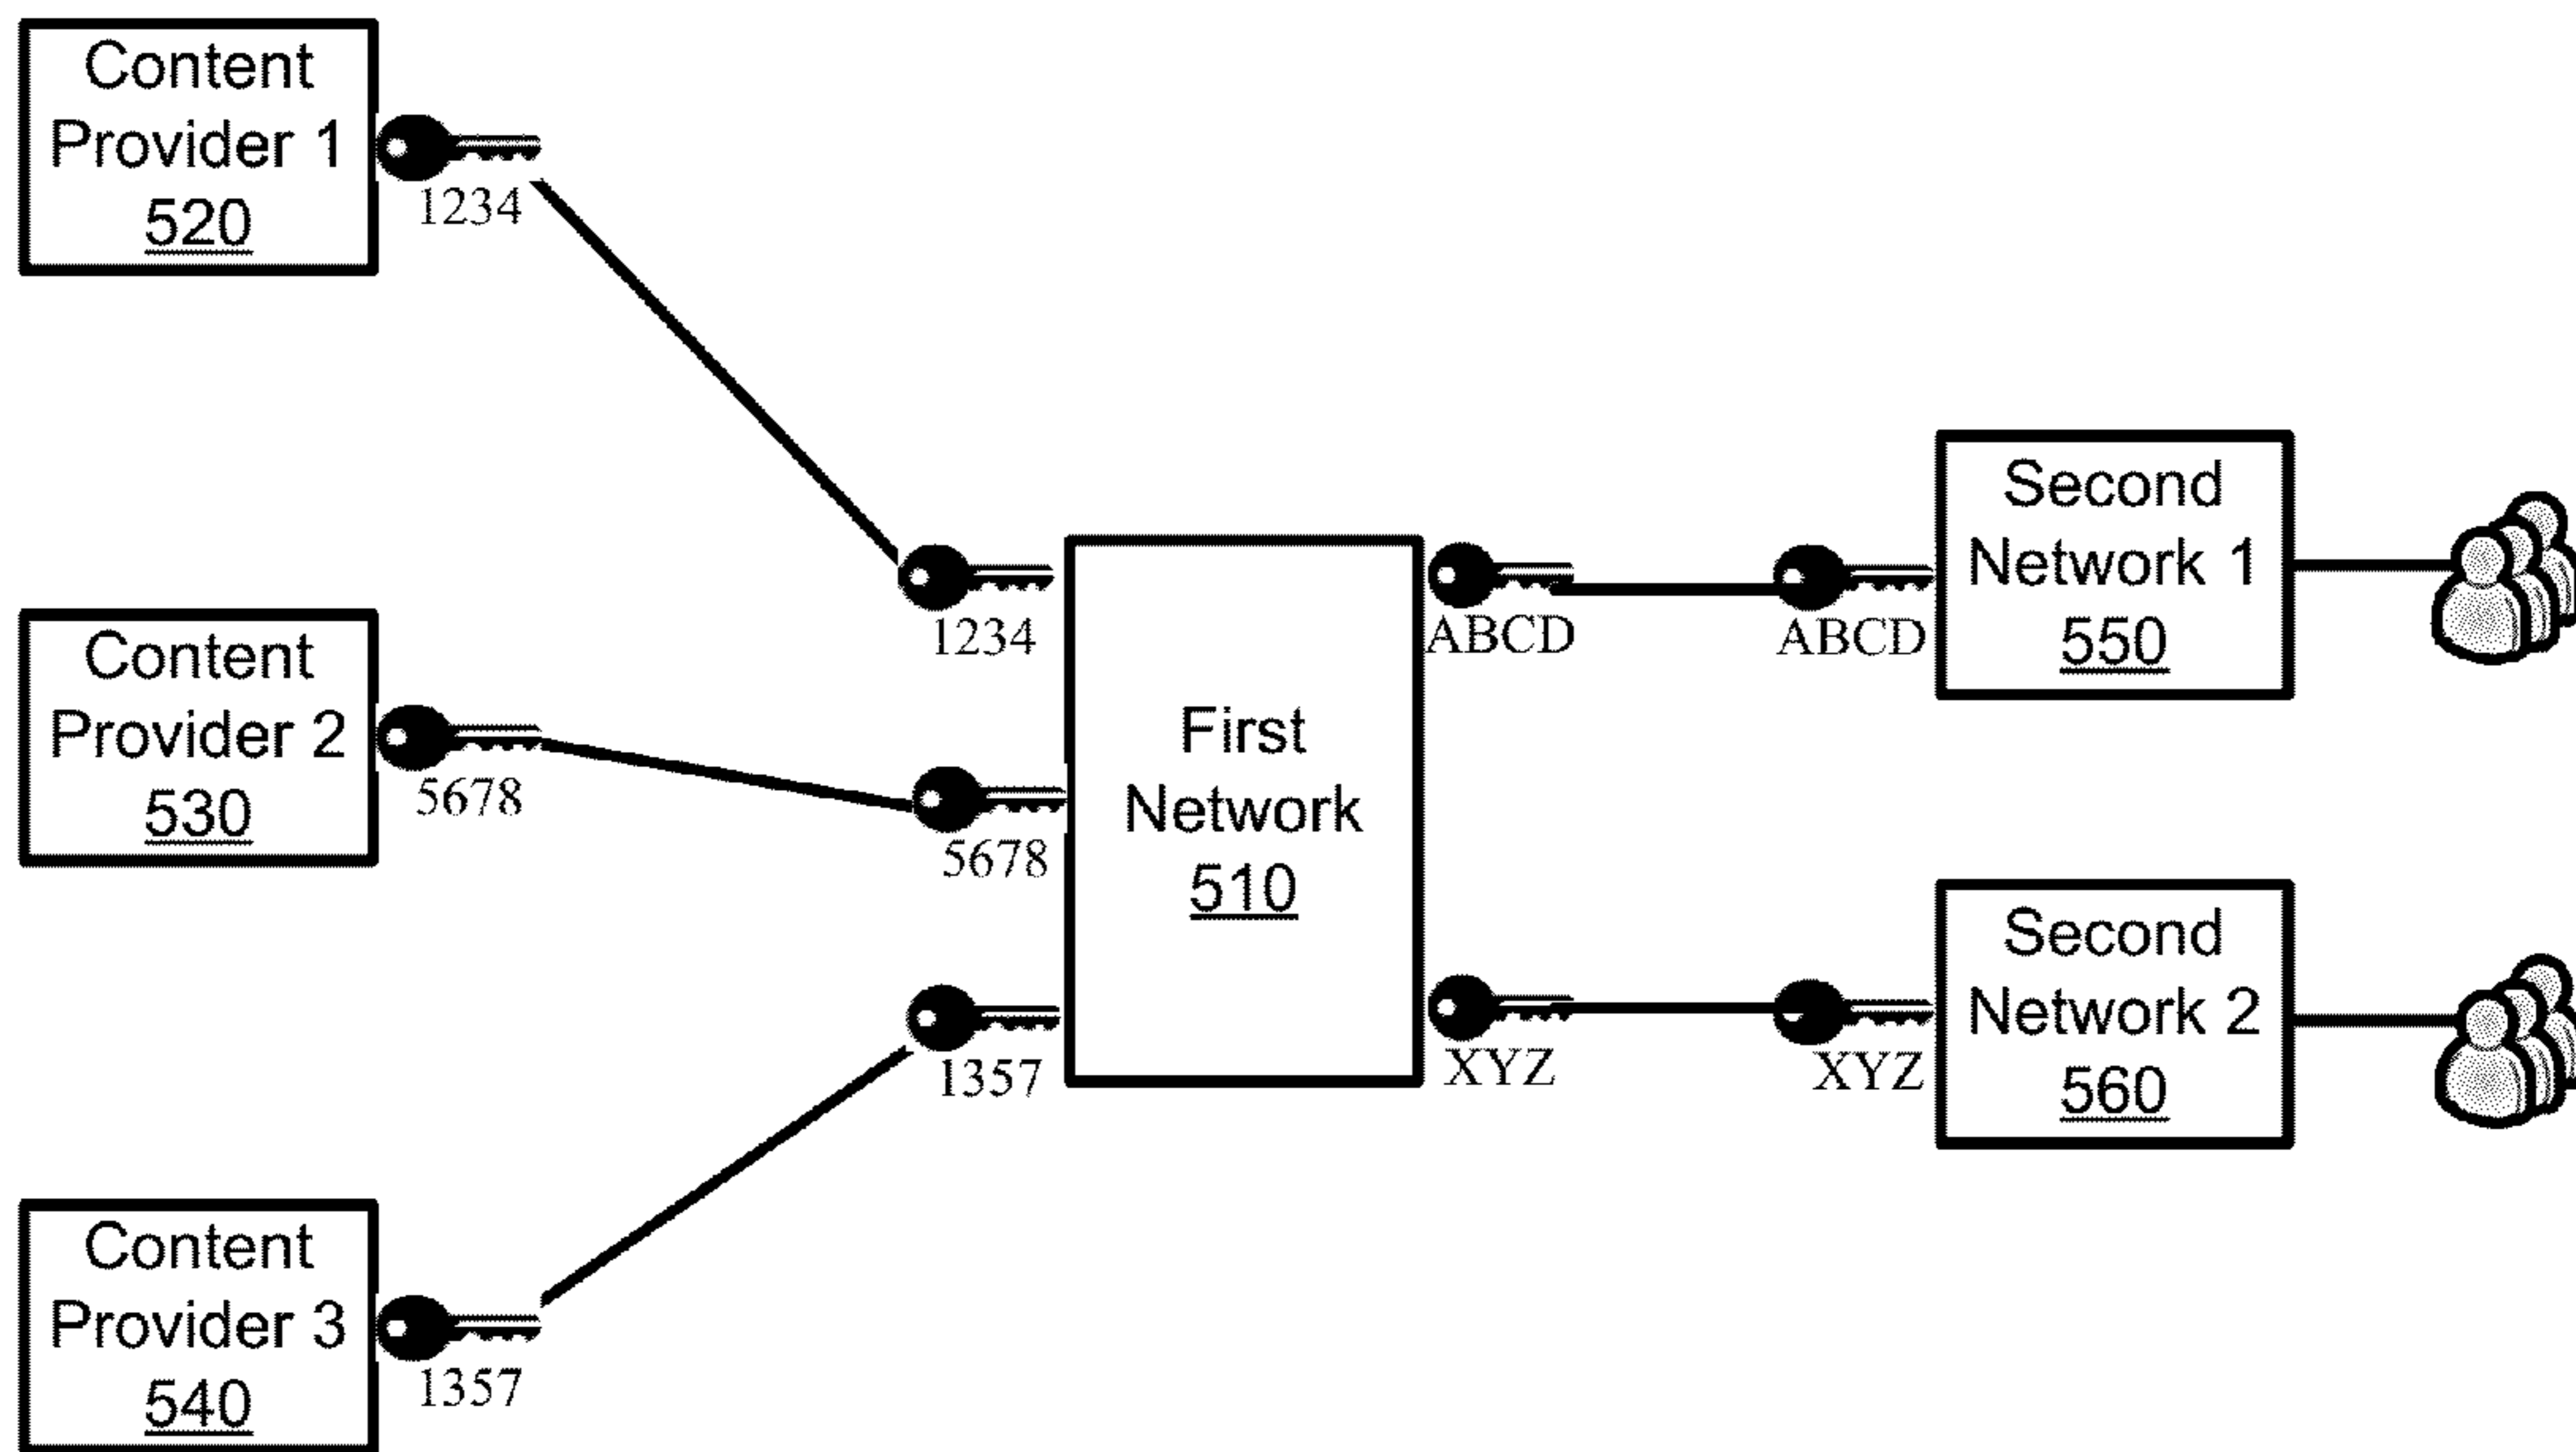 Content
Provider 1
520
1234
1234
Content
Provider 2
530
5678
5678
Content
Provider 3
540
1357
1357
First
Network
510
ABCD
ABCD
XYZ
XYZ
Second
Network 1
550
Second
Network 2
560